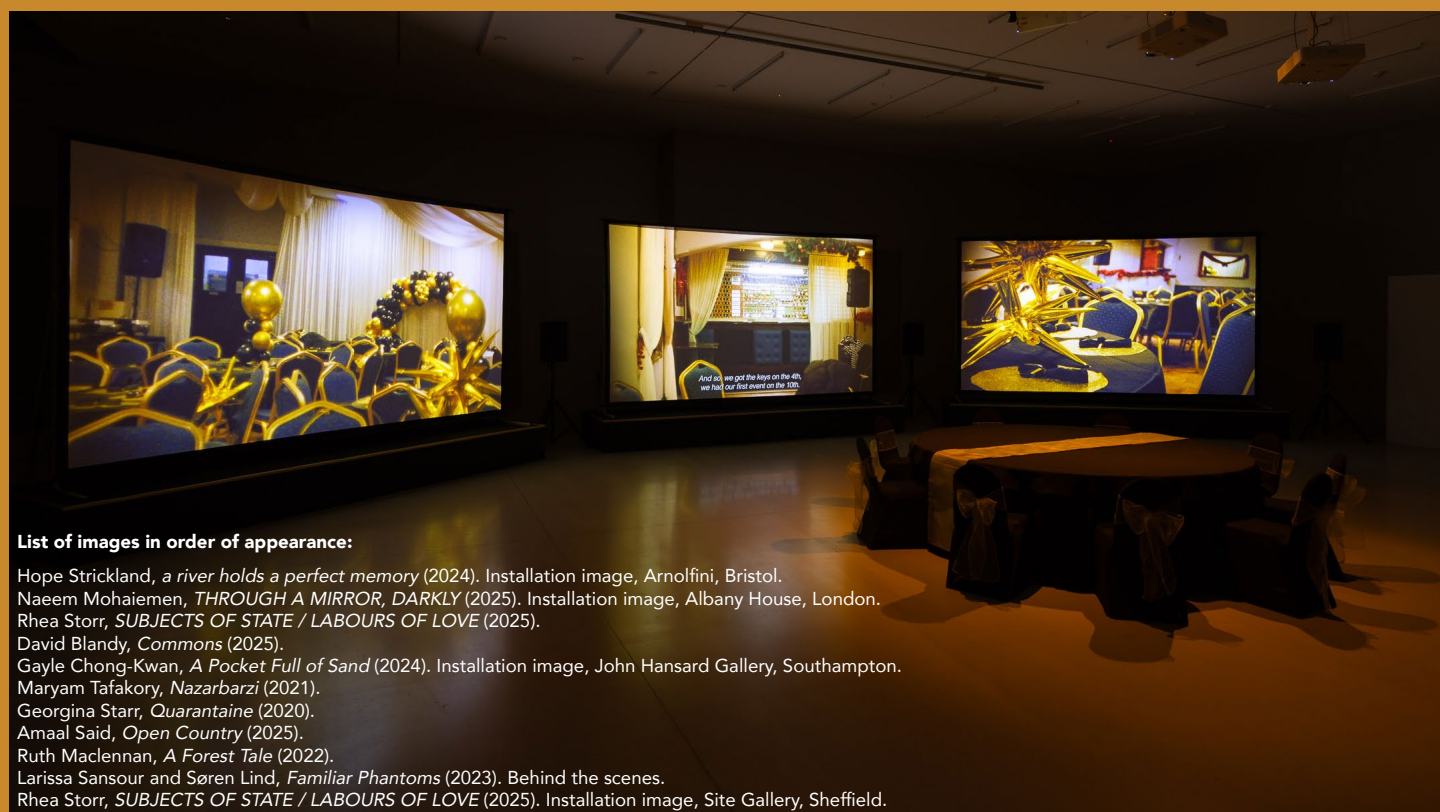 And so, we got the keys on the 4th,
we had our first event on the 10th.
List of images in order of appearance:
Hope Strickland, a river holds a perfect memory (2024). Installation image, Arnolfini, Bristol.
Naeem Mohaiemen, THROUGH A MIRROR, DARKLY (2025). Installation image, Albany House, London.
Rhea Storr, SUBJECTS OF STATE / LABOURS OF LOVE (2025).
David Blandy, Commons (2025).
Gayle Chong-Kwan, A Pocket Full of Sand (2024). Installation image, John Hansard Gallery, Southampton.
Maryam Tafakory, Nazarbarzi (2021).
Georgina Starr, Quarantaine (2020).
Amaal Said, Open Country (2025).
Ruth Maclennan, A Forest Tale (2022).
Larissa Sansour and Søren Lind, Familiar Phantoms (2023). Behind the scenes.
Rhea Storr, SUBJECTS OF STATE / LABOURS OF LOVE (2025). Installation image, Site Gallery, Sheffield.